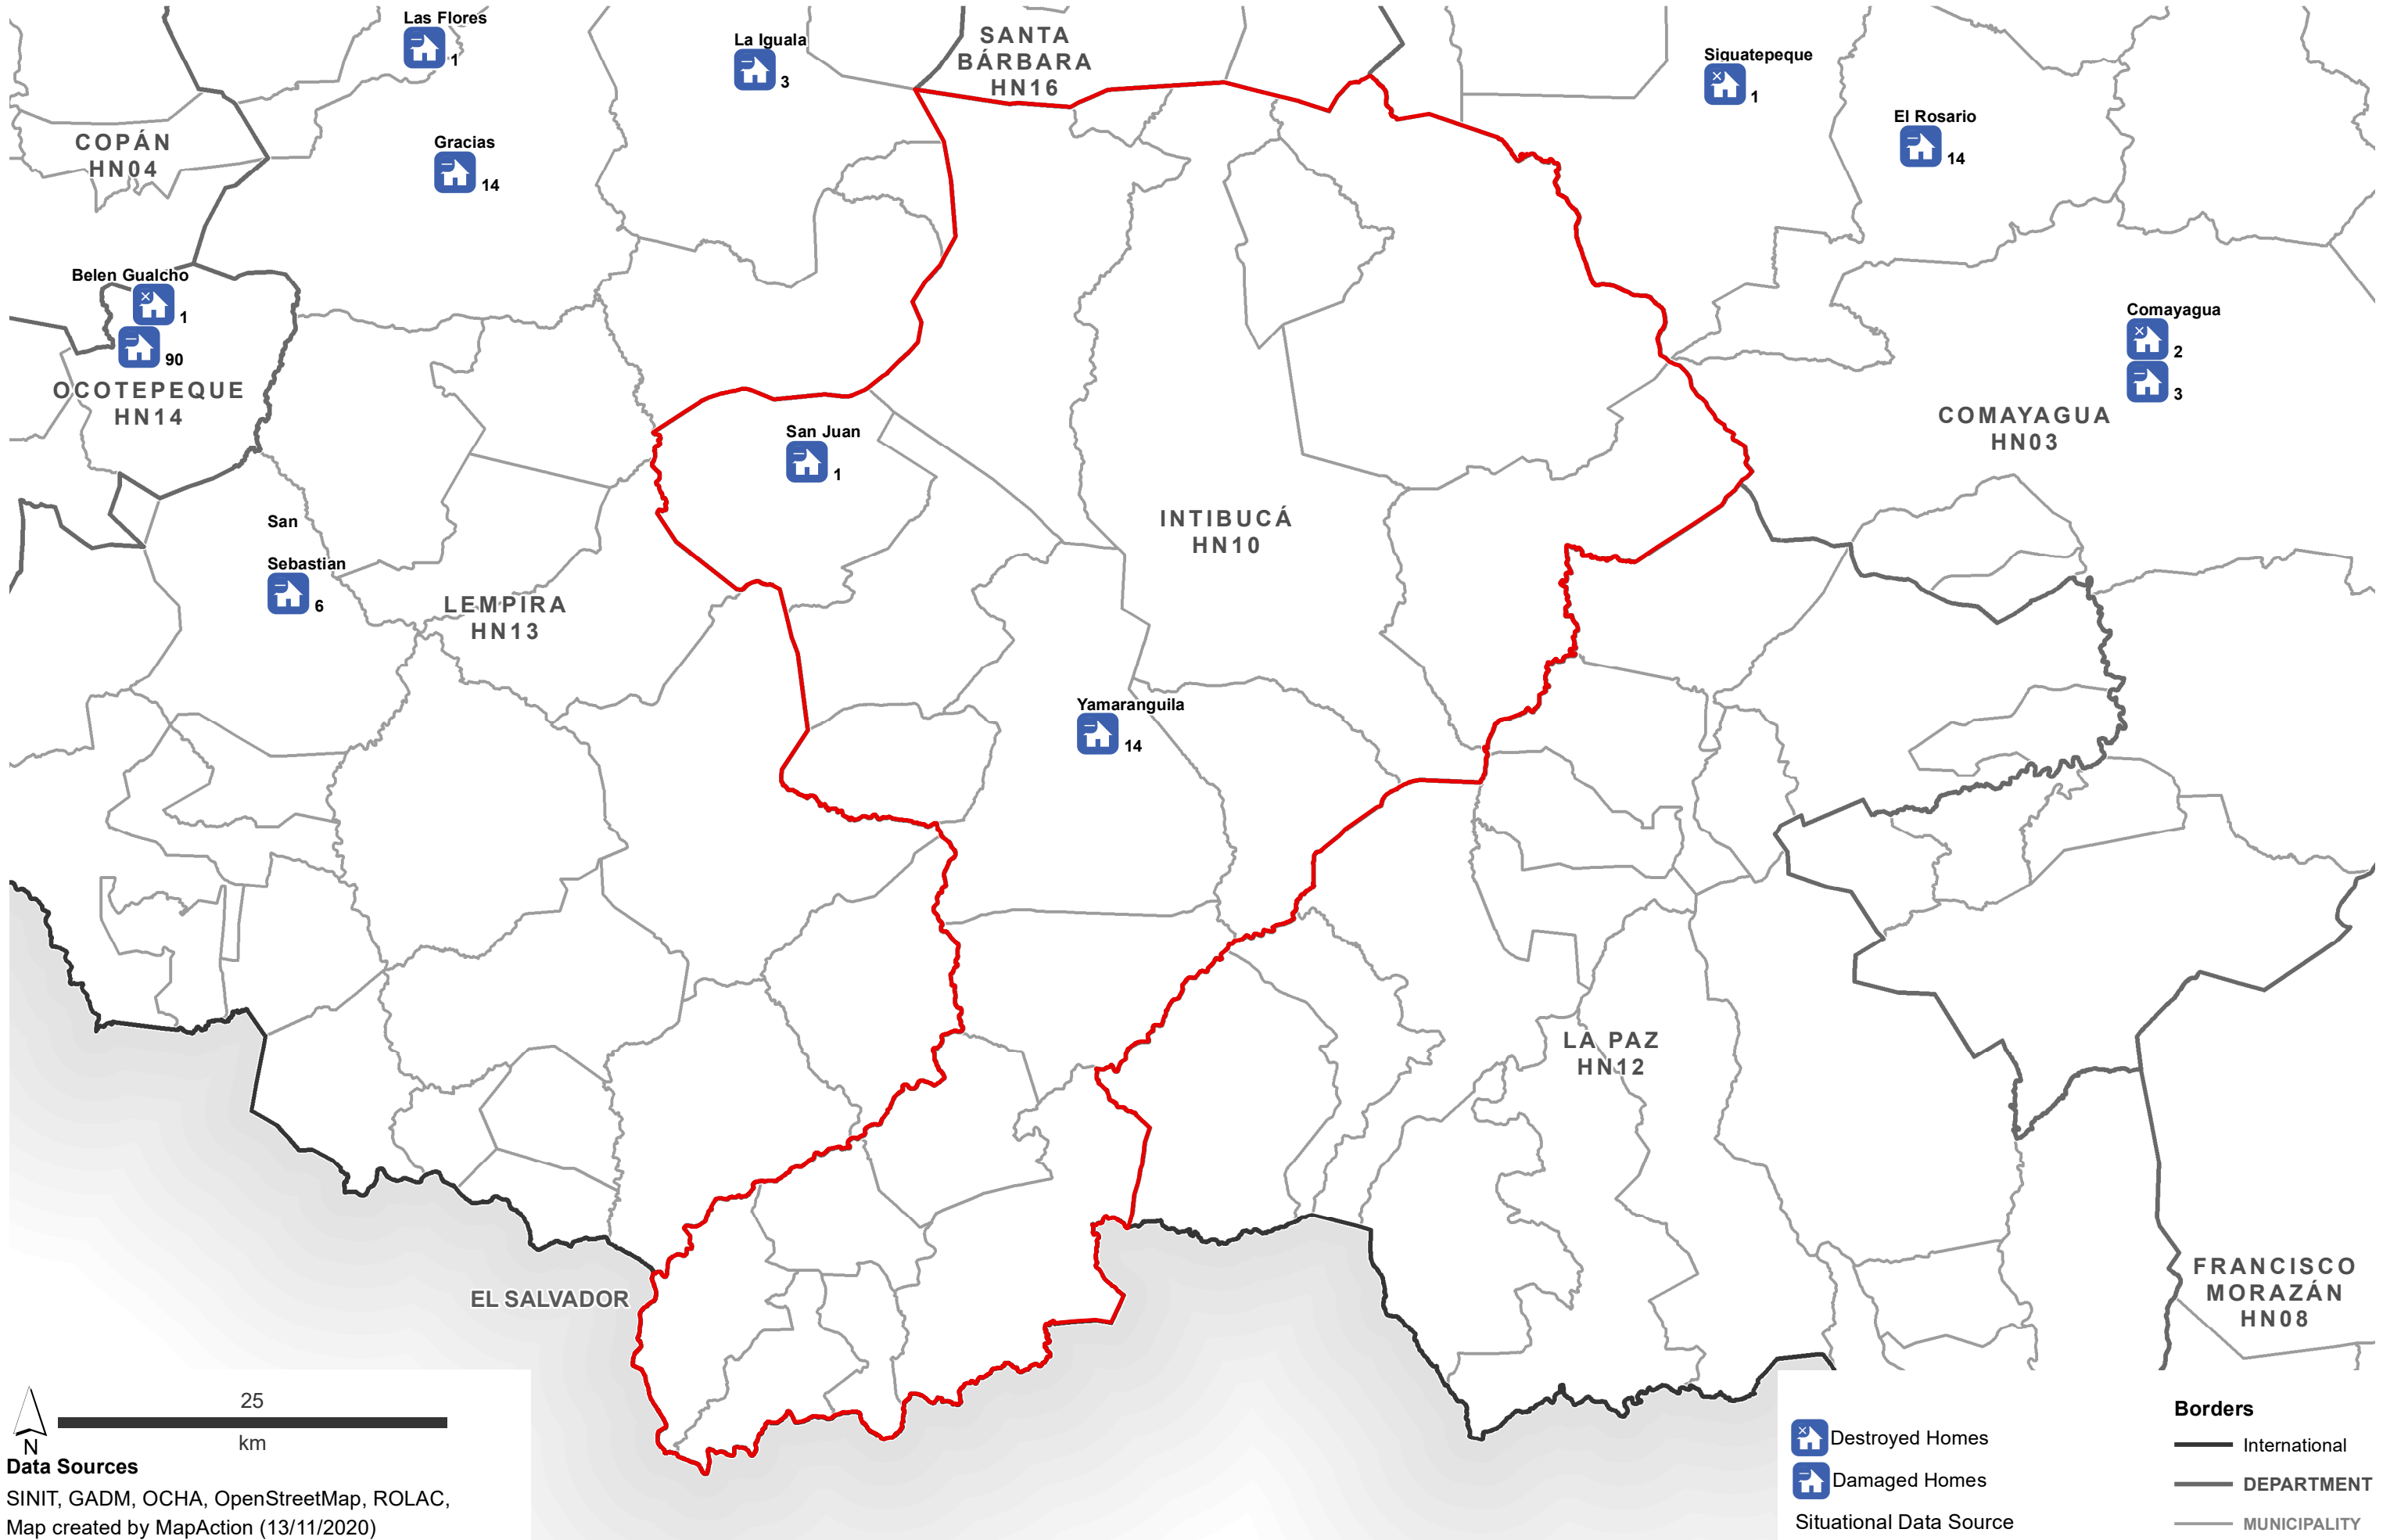 Las Flores
1
La Iguala
3
SANTA
BÁRBARA
HN16
Siguatepeque
1
El Rosario
14
COPÁN
HN04
Gracias
14
Belen Gualcho
1
90
OCOTEPEQUE
HN14
Comayagua
2
3
COMAYAGUA
HN03
San Juan
1
San
Sebastian
6
INTIBUCÁ
HN10
LEMPIRA
HN13
Yamaranguila
14
LA PAZ
HN12
EL SALVADOR
FRANCISCO
MORAZÁN
HN08
25
km
N
Data Sources
SINIT, GADM, OCHA, OpenStreetMap, ROLAC,
Map created by MapAction (13/11/2020)
Destroyed Homes
Damaged Homes
Situational Data Source
Borders
International
DEPARTMENT
MUNICIPALITY